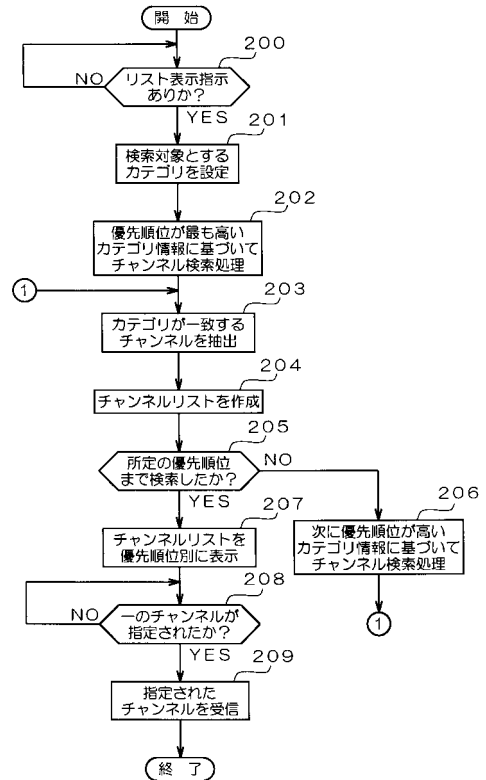 開 始
200
リスト表示指示
ありか?
NO
YES
201
検索対象とする
カテゴリを設定
202
優先順位が最も高い
カテゴリ情報に基づいて
チャンネル検索処理
1
203
カテゴリが一致する
チャンネルを抽出
204
チャンネルリストを作成
205
所定の優先順位
まで検索したか?
NO
YES
206
次に優先順位が高い
カテゴリ情報に基づいて
チャンネル検索処理
1
207
チャンネルリストを
優先順位別に表示
208
一のチャンネルが
指定されたか?
NO
YES
209
指定された
チャンネルを受信
終 了